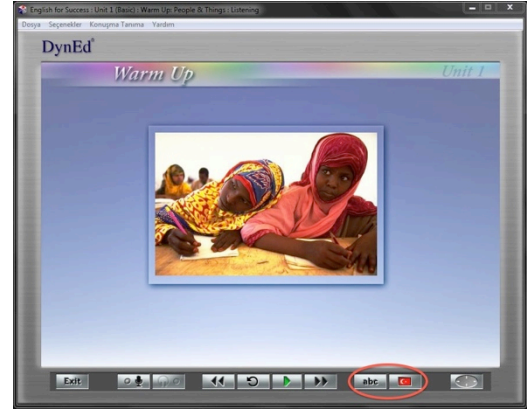 English for Success : Unit 1 (Basic) : Warm Up: People & Things : Listening
Dosya Seçenekler Konuşma Tanıma Yardım
DynEd®
Warm Up
Unit 1
Exit
abc